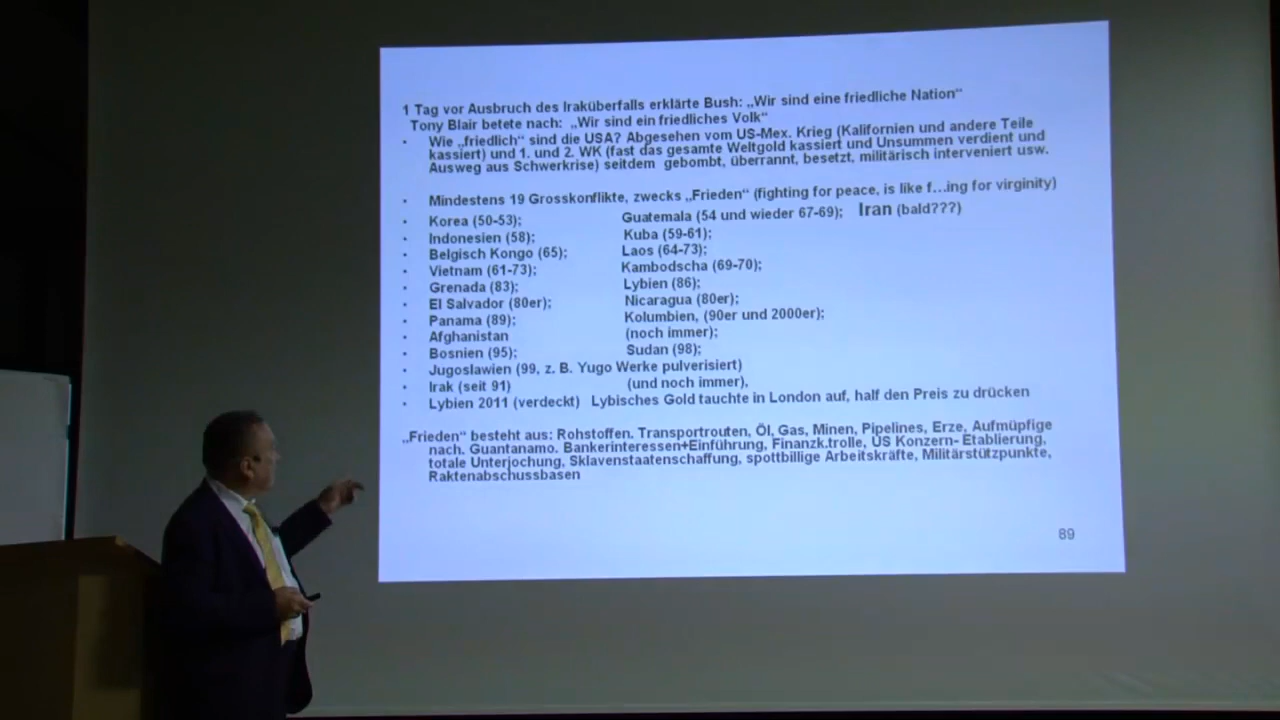 1 Tag vor Ausbruch des Iraküberfalls erklärte Bush: „Wir sind eine friedliche Nation“
Tony Blair betete nach: „Wir sind ein friedliches Volk“
• Wie „friedlich“ sind die USA? Abgesehen vom US-Mex. Krieg (Kalifornien und andere Teile
kassiert) und 1. und 2. WK (fast das gesamte Weltgold kassiert und Unsummen verdient und
Ausweg aus Schwerkrise) seitdem gebombt, überrannt, besetzt, militärisch interveniert usw.
• Mindestens 19 Grosskonflikte, zwecks „Frieden“ (fighting for peace, is like f...ing for virginity)
• Korea (50-53); Guatemala (54 und wieder 67-69); Iran (bald???)
• Indonesien (58); Kuba (59-61);
• Belgisch Kongo (65); Laos (64-73);
• Vietnam (61-73); Kambodscha (69-70);
• Grenada (83); Lybien (86);
• El Salvador (80er); Nicaragua (80er);
• Panama (89); Kolumbien, (90er und 2000er);
• Afghanistan (noch immer);
• Bosnien (95); Sudan (98);
• Jugoslawien (99, z. B. Yugo Werke pulverisiert)
• Irak (seit 91) (und noch immer),
• Lybien 2011 (verdeckt) Lybisches Gold tauchte in London auf, half den Preis zu drücken
„Frieden“ besteht aus: Rohstoffen, Transportrouten, Öl, Gas, Minen, Pipelines, Erze, Aufmüpfige
nach. Guantanamo. Bankerinteressen+Einführung, Finanzk.trolle, US Konzern- Etablierung,
totale Unterjochung, Sklavenstaatenschaffung, spottbillige Arbeitskräfte, Militärstützpunkte,
Raktenabschussbasen
89